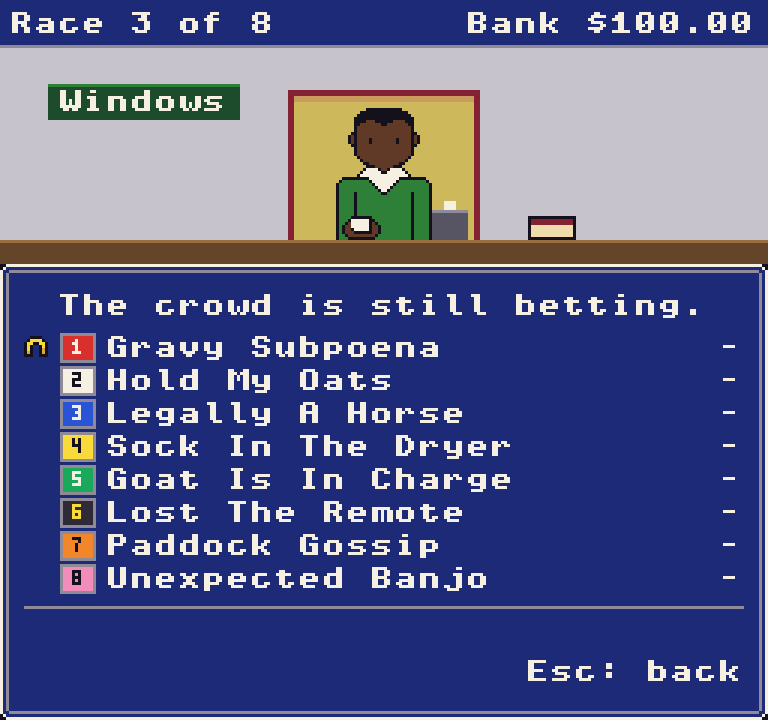 Race 3 of 8 Bank $100.00
Windows
The crowd is still betting.
1 Gravy Subpoena -
2 Hold My Oats -
3 Legally A Horse -
4 Sock In The Dryer -
5 Goat Is In Charge -
6 Lost The Remote -
7 Paddock Gossip -
8 Unexpected Banjo -
Esc: back